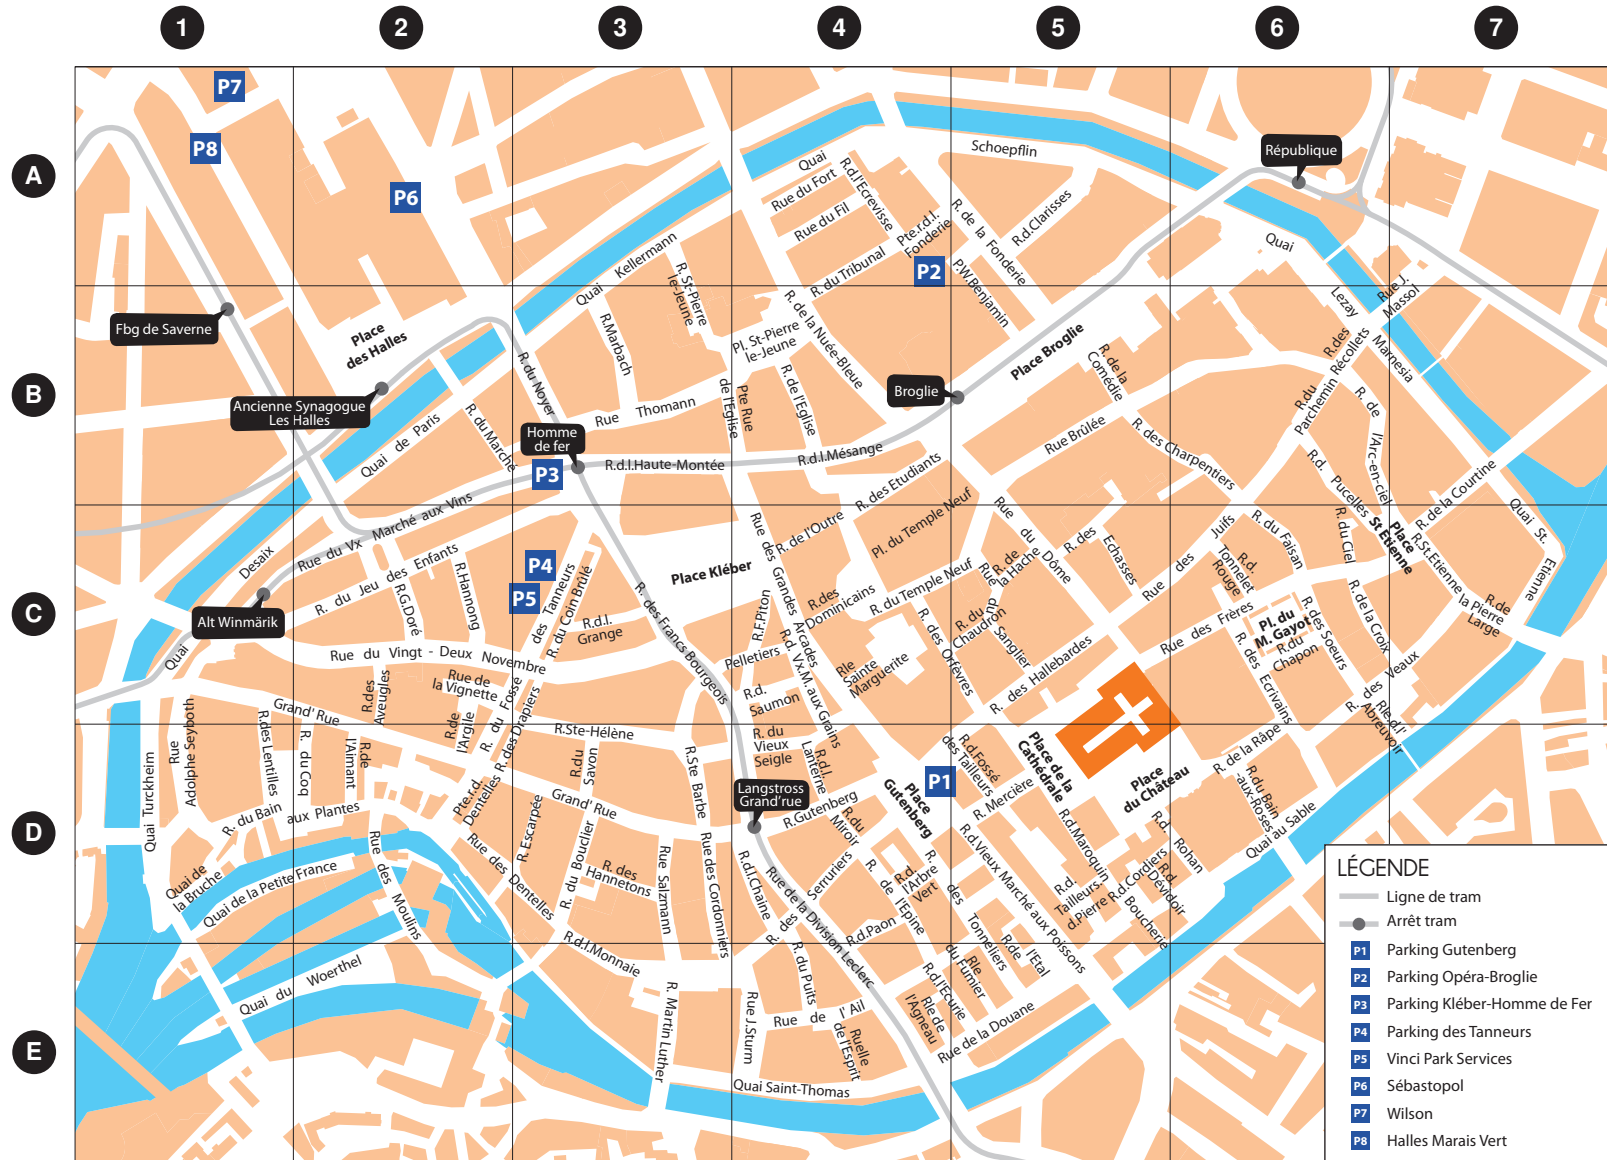 1
2
3
4
5
6
7
A
B
C
D
E
P7
P8
P6
P2
P3
P4
P5
P1
République
Fbg de Saverne
Ancienne Synagogue
Les Halles
Homme
de fer
Broglie
Alt Winmärik
Langstross
Grand'rue
Quai
Schoepflin
Rue du Fort
R.d.l'Ecrevisse
Rue du Fil
Pte.r.d.l.
Fonderie
R. de la Fonderie
R.d.Clarisses
R. du Tribunal
P.W.Benjamin
Quai Kellermann
R. St-Pierre
le-Jeune
Quai
Lezay
Marnesia
Rue J.
Massol
Place
des Halles
R.Marbach
Pl. St-Pierre
le-Jeune
R. de la Nuée-Bleue
Place Broglie
R. de la
Comédie
R.des
Récollets
R.du
Parchemin
R. de
l'Arc-en-ciel
R.du Noyer
Rue Thomann
Pte Rue
de l'Eglise
R. de l'Eglise
Rue Brûlée
R. des Charpentiers
Quai de Paris
R. du Marché
R.d.l.Haute-Montée
R.d.l.Mésange
R. des Etudiants
R.d. Pucelles
R. de la Courtine
Quai St. Etienne
Desaix
Rue du Vx Marché aux Vins
R. du Jeu des Enfants
R.G.Doré
R.Hannong
R. du Fossé des Tanneurs
R. du Coin Brûlé
R.d.l.
Grange
Place Kléber
R. des Francs Bourgeois
Rue des Grandes Arcades
R. de l'Outre
Pl. du Temple Neuf
R.des
Dominicains
R. du Temple Neuf
Rue du Dôme
R. de
la Hache
Rue
Sanglier
R. du
Chaudron
R. des Echasses
Rue des Juifs
R. du Faisan
R.d.
Tonnelet
Rouge
R. du Ciel
Place
St Etienne
R.St-Etienne
R.de
la Pierre
Large
Rue des Frères
Pl. du
M. Gayot
R.du
Chapon
R. des Soeurs
R. de la Croix
R. des Ecrivains
R. des Veaux
Rle.d.l'
Abreuvoir
Quai
Rue du Vingt - Deux Novembre
Rue de
la Vignette
R.des
Aveugles
R.de
l'Argile
R.des Drapiers
R.F.Piton
Pelletiers
R.d. Vx.M. aux Grains
Rle
Sainte
Marguerite
R. des Orfèvres
R. des Hallebardes
R.d.
Saumon
Grand' Rue
Rue
Adolphe Seyboth
R.des Lentilles
R. du Coq
R.de
l'Aimant
Quai Turckheim
R. du Bain aux Plantes
Quai de
la Bruche
Quai de la Petite France
Rue des Moulins
Quai du Woerthel
Pte.r.d.
Dentelles
Rue des Dentelles
R.Ste-Hélène
R.du
Savon
Grand' Rue
R. Escarpée
R. du Bouclier
R. des
Hannetons
R.Ste Barbe
Rue Salzmann
Rue des Cordonniers
R.d.l.Monnaie
R. Martin Luther
R. du
Vieux
Seigle
R.d.l.
Lanterne
R.Gutenberg
R.du
Miroir
Place
Gutenberg
R.d.Fossé
des Tailleurs
R. Mercière
Place de la
Cathédrale
Place
du Château
R. de la Râpe
R.du Bain
-aux-Roses
Quai au Sable
R.d.
Rohan
R.d.Maroquin
R.d.Vieux Marché aux Poissons
R.d.
Tailleurs.
d.Pierre
R.d.Cordiers
R.d.
Dévidoir
Boucherie
R.d.l.Chaine
Rue de la Division Leclerc
R. des Serruriers
R. de l'Epine
R.d.
l'Arbre
Vert
R. des Tonneliers
R.d.Paon
R. du Puits
Rue J.Sturm
Rue de l' Ail
Ruelle
de l'Esprit
R.d.l'Ecurie
Rle de
l'Agneau
Rle
du Fumier
R.de
l'Etal
Rue de la Douane
Quai Saint-Thomas
LÉGENDE
Ligne de tram
Arrêt tram
P1 Parking Gutenberg
P2 Parking Opéra-Broglie
P3 Parking Kléber-Homme de Fer
P4 Parking des Tanneurs
P5 Vinci Park Services
P6 Sébastopol
P7 Wilson
P8 Halles Marais Vert